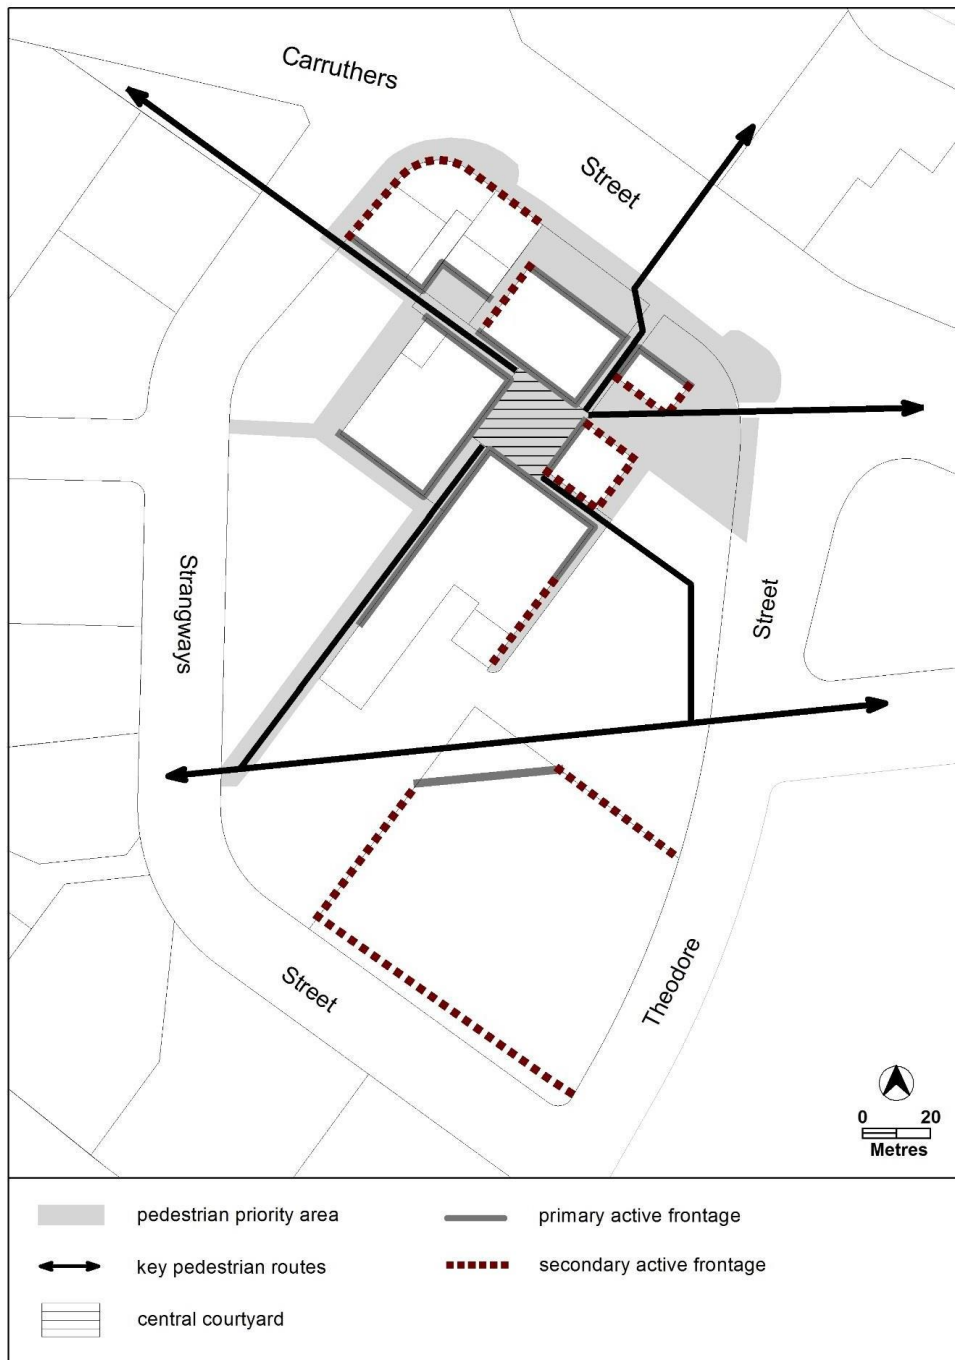 Carruthers
Street
Strangways
Street
Street
Theodore
0 20
Metres
pedestrian priority area
primary active frontage
key pedestrian routes
secondary active frontage
central courtyard